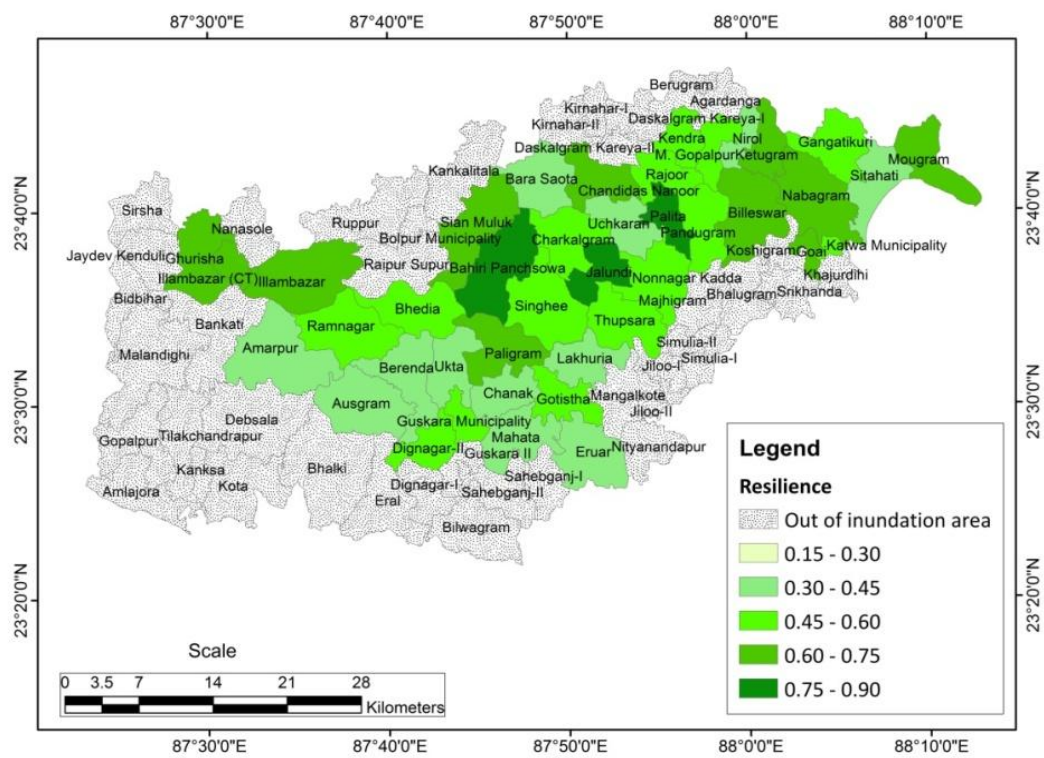 87°30'0"E 87°40'0"E 87°50'0"E 88°0'0"E 88°10'0"E
23°40'0"N
23°30'0"N
23°20'0"N
23°40'0"N
23°30'0"N
23°20'0"N
Berugram
Agardanga
Kirnahar-I
Daskalgram Kareya-I
Kirnahar-II
Kendra
Nirol
Gangatikuri
Daskalgram Kareya-II
M. Gopalpur
Ketugram
Mougram
Kankalitala
Bara Saota
Rajoor
Sitahati
Chandidas Nanoor
Nabagram
Sirsha
Ruppur
Sian Muluk
Uchkaran
Palita
Billeswar
Nanasole
Bolpur Municipality
Charkalgram
Pandugram
Katwa Municipality
Jaydev Kenduli
Ghurisha
Raipur Supur
Bahiri Panchsowa
Koshigram
Goai
Illambazar (CT)
Illambazar
Jalundi
Nonnagar Kadda
Khajurdihi
Bidbihar
Bhedia
Singhee
Majhigram
Bhalugram
Srikhanda
Bankati
Ramnagar
Thupsara
Malandighi
Amarpur
Paligram
Lakhuria
Simulia-II
Simulia-I
Berenda
Ukta
Jiloo-I
Ausgram
Chanak
Gotistha
Mangalkote
Jiloo-II
Debsala
Guskara Municipality
Gopalpur
Tilakchandrapur
Mahata
Dignagar-II
Guskara II
Eruar
Nityanandapur
Kanksa
Bhalki
Sahebganj-I
Amlajora
Kota
Dignagar-I
Sahebganj-II
Eral
Bilwagram
Legend
Resilience
Out of inundation area
0.15 - 0.30
0.30 - 0.45
0.45 - 0.60
0.60 - 0.75
0.75 - 0.90
Scale
0 3.5 7 14 21 28
Kilometers
87°30'0"E 87°40'0"E 87°50'0"E 88°0'0"E 88°10'0"E